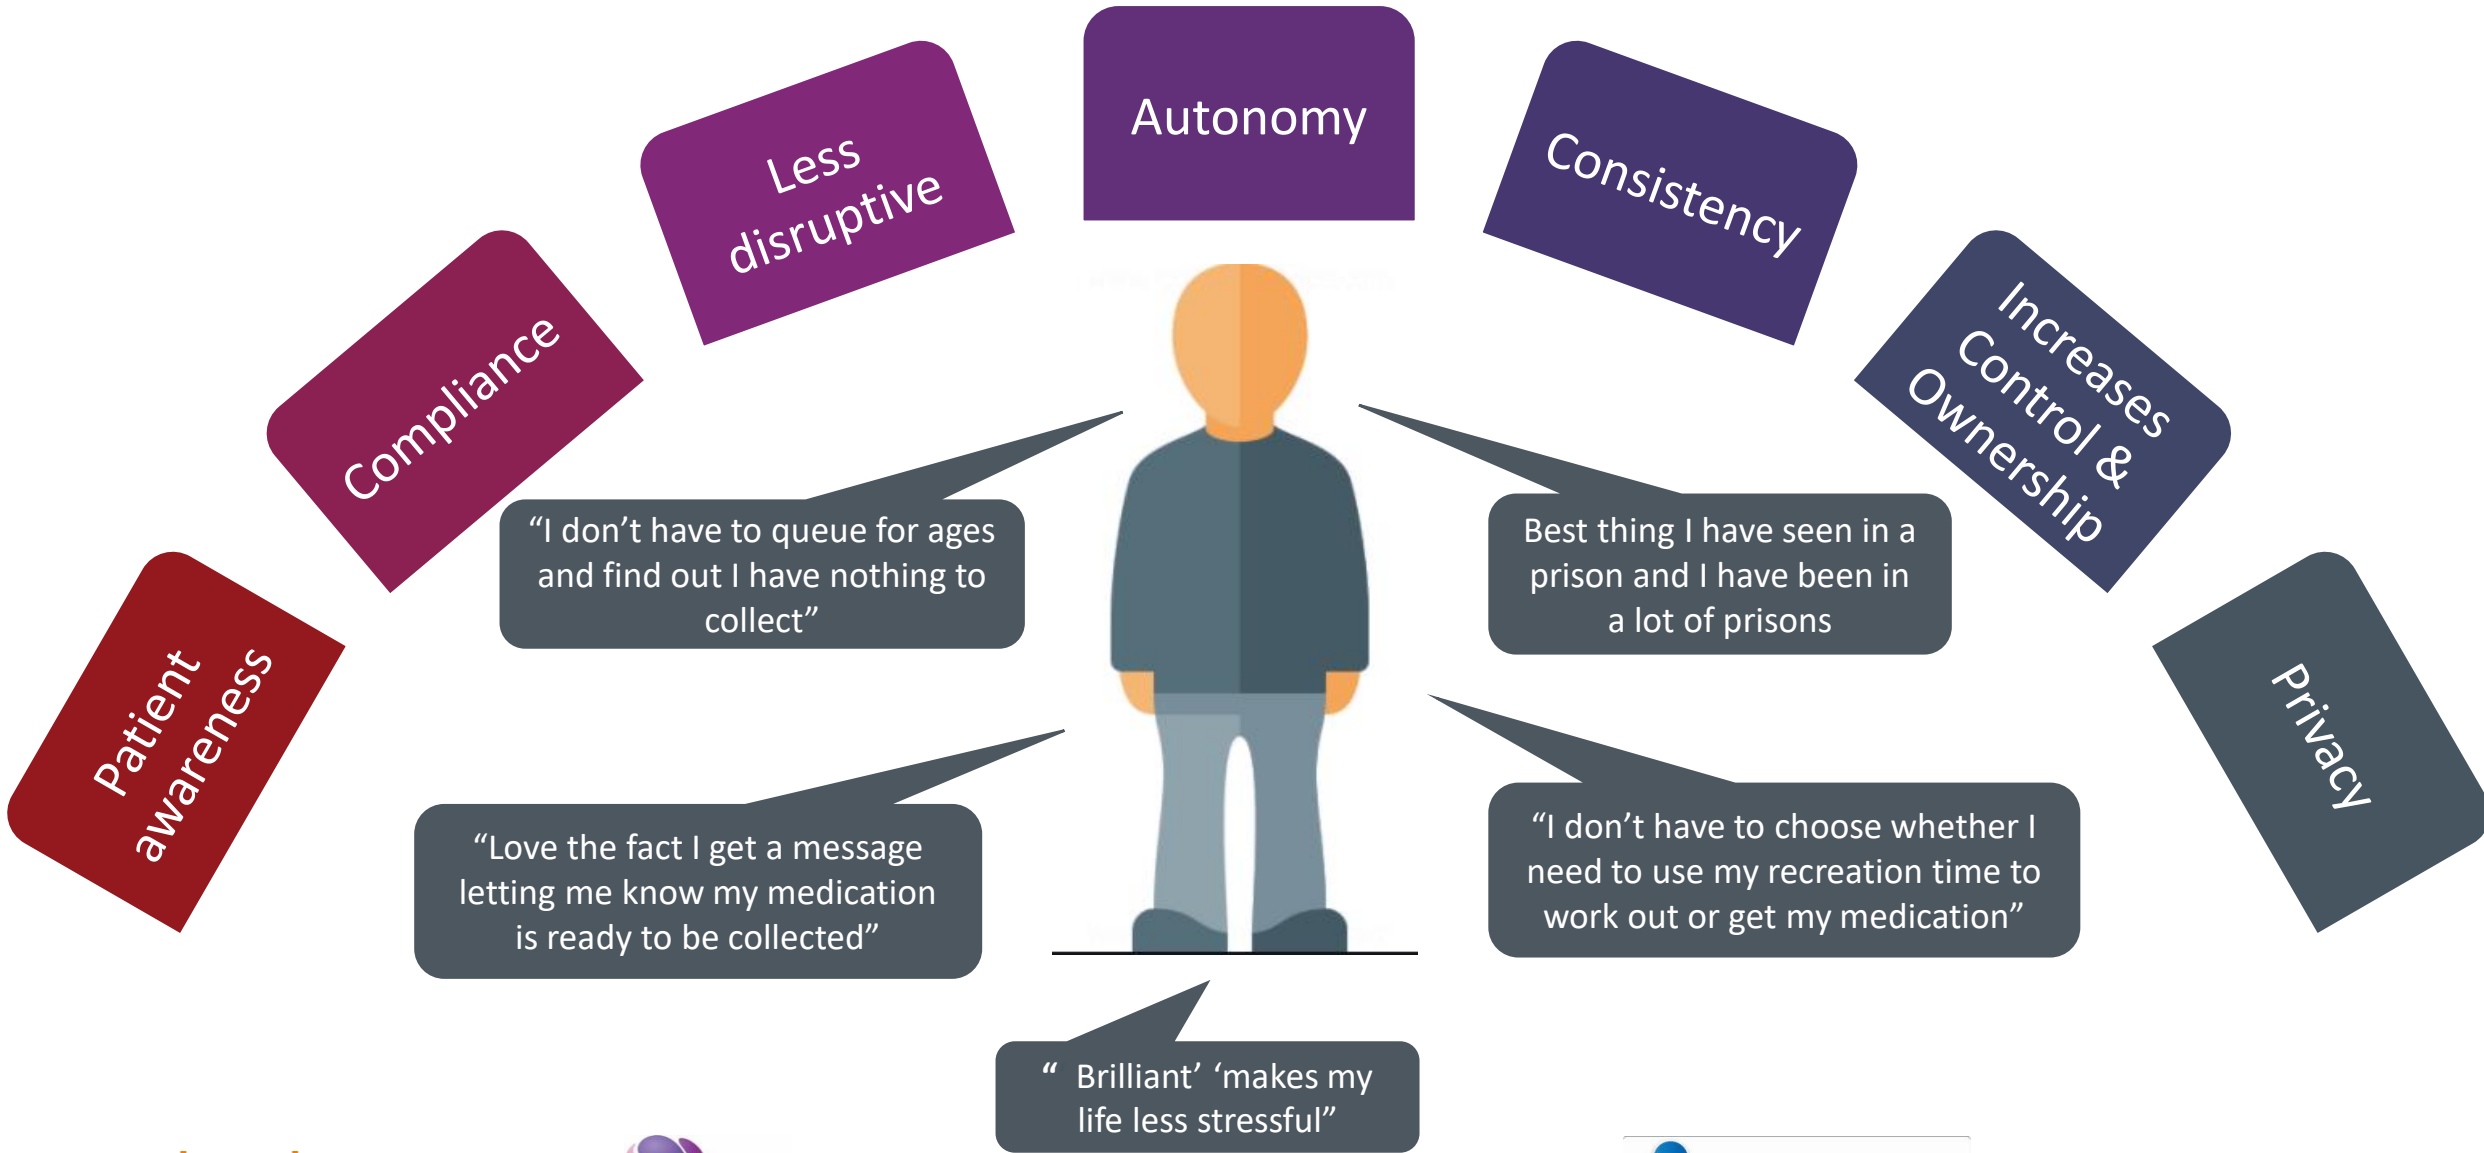 Autonomy
Less
disruptive
Consistency
Compliance
Increases
Control &
Ownership
Patient
awareness
Privacy
“I don’t have to queue for ages
and find out I have nothing to
collect”
Best thing I have seen in a
prison and I have been in
a lot of prisons
“Love the fact I get a message
letting me know my medication
is ready to be collected”
“I don’t have to choose whether I
need to use my recreation time to
work out or get my medication”
“ Brilliant’ ‘makes my
life less stressful”